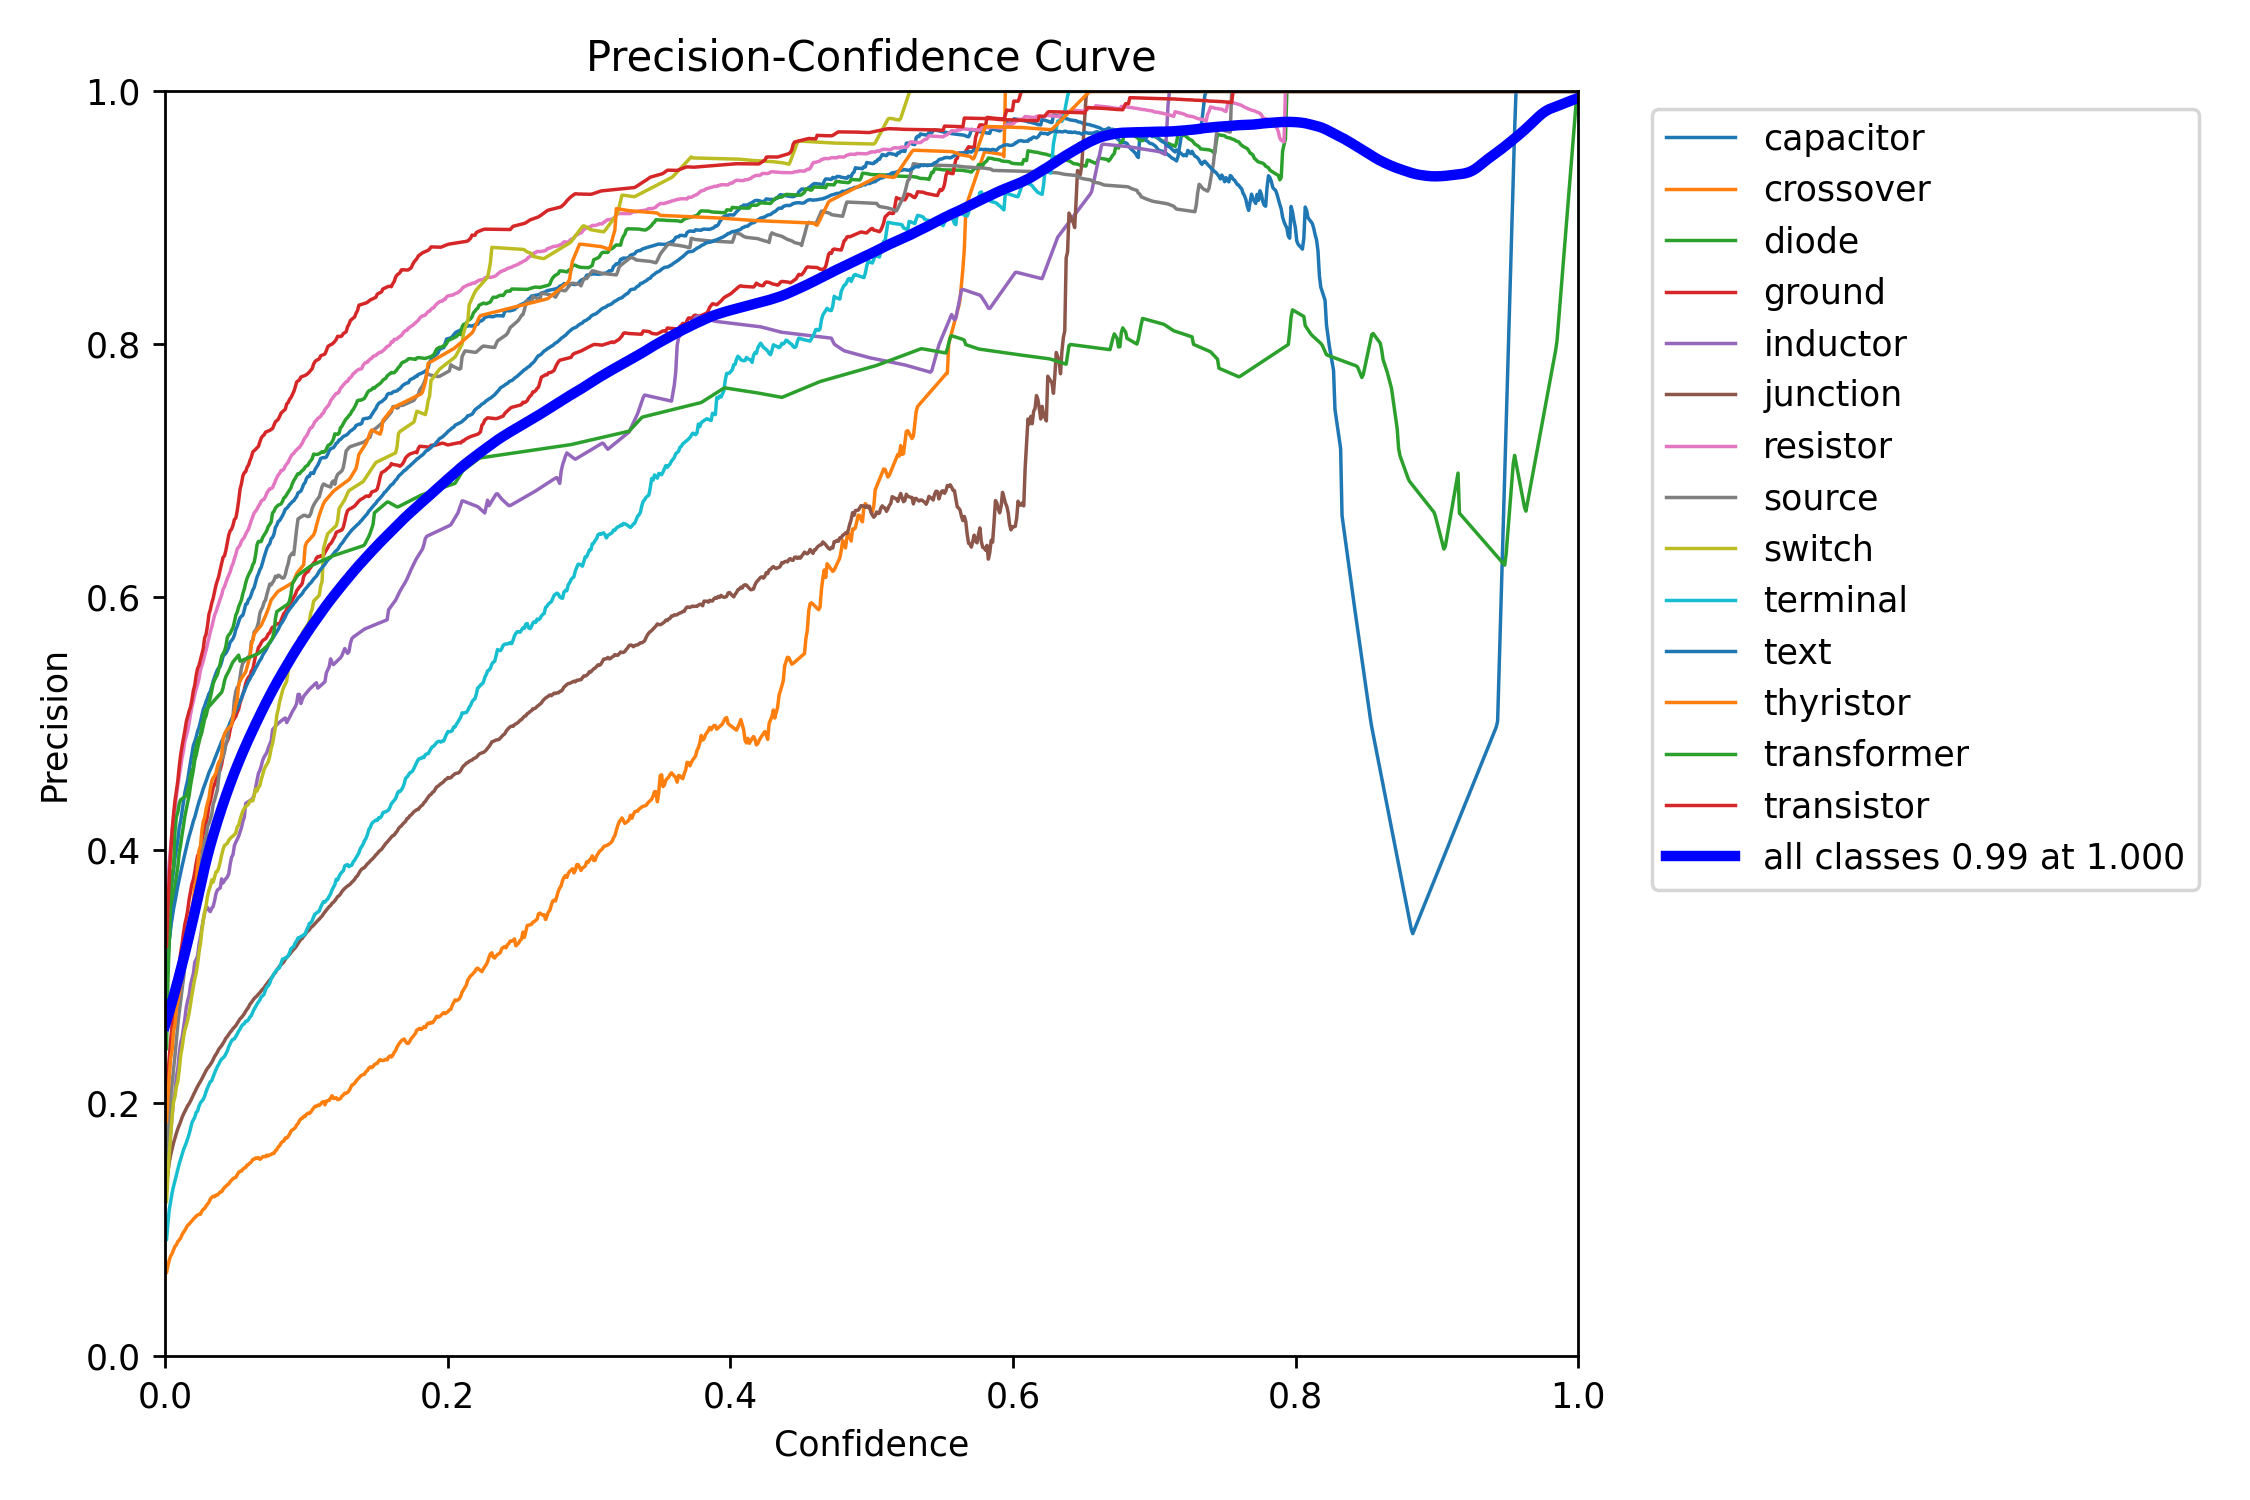 Precision-Confidence Curve
1.0
0.8
0.6
0.4
0.2
0.0
Precision
0.0 0.2 0.4 0.6 0.8 1.0
Confidence
capacitor
crossover
diode
ground
inductor
junction
resistor
source
switch
terminal
text
thyristor
transformer
transistor
all classes 0.99 at 1.000